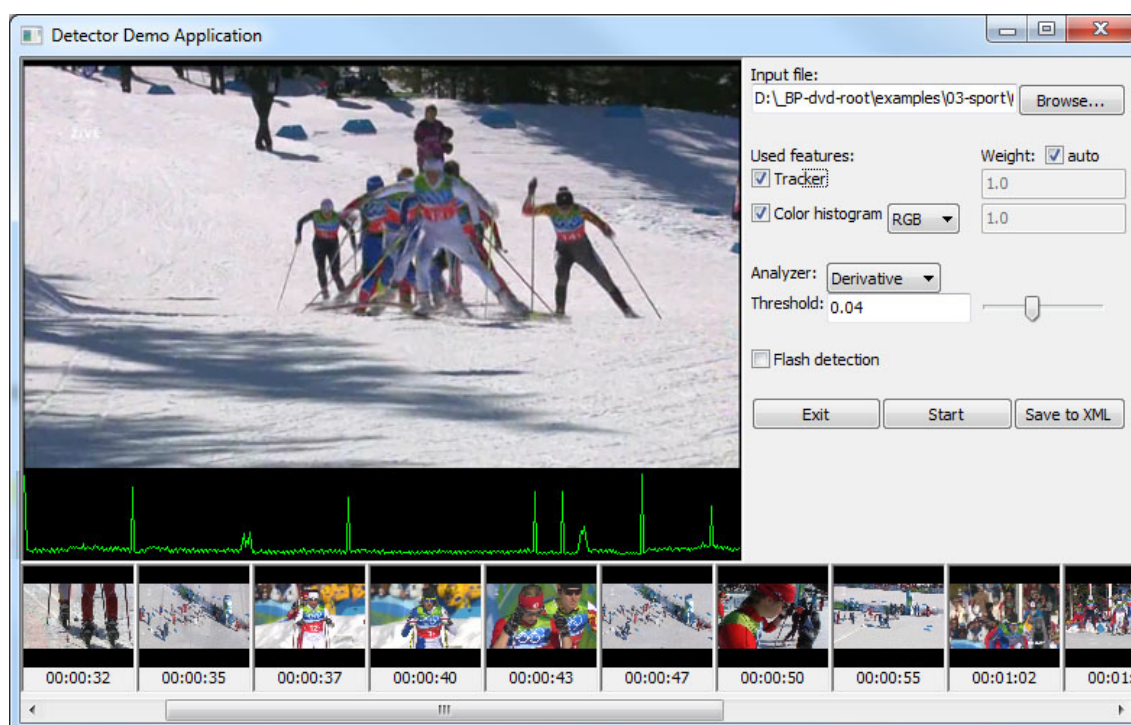 Detector Demo Application
Input file:
D:\_BP-dvd-root\examples\03-sport\
Browse...
ŽIVĚ
Used features:
Weight: auto
Tracker
1.0
Color histogram RGB
1.0
Analyzer: Derivative
Threshold: 0.04
Flash detection
Exit Start Save to XML
00:00:32 00:00:35 00:00:37 00:00:40 00:00:43 00:00:47 00:00:50 00:00:55 00:01:02 00:01: